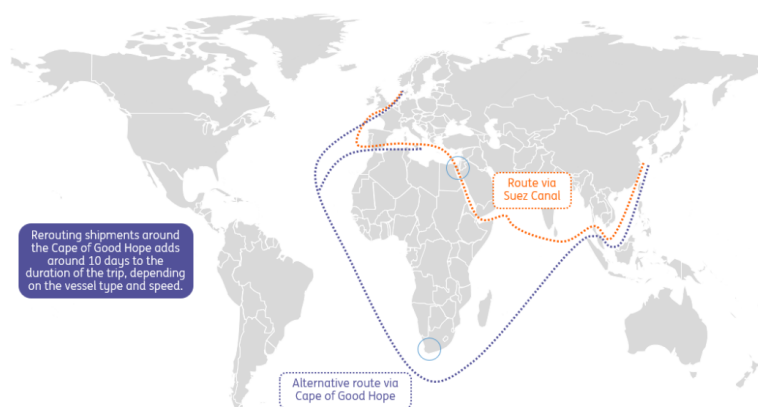 Route via
Suez Canal
Rerouting shipments around
the Cape of Good Hope adds
around 10 days to the
duration of the trip, depending
on the vessel type and speed.
Alternative route via
Cape of Good Hope